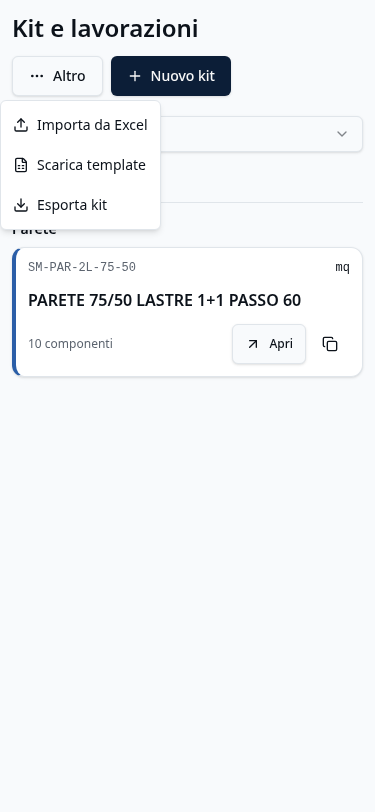 Kit e lavorazioni
Altro
Nuovo kit
Importa da Excel
Scarica template
Esporta kit
Parete
SM-PAR-2L-75-50
mq
PARETE 75/50 LASTRE 1+1 PASSO 60
10 componenti
Apri